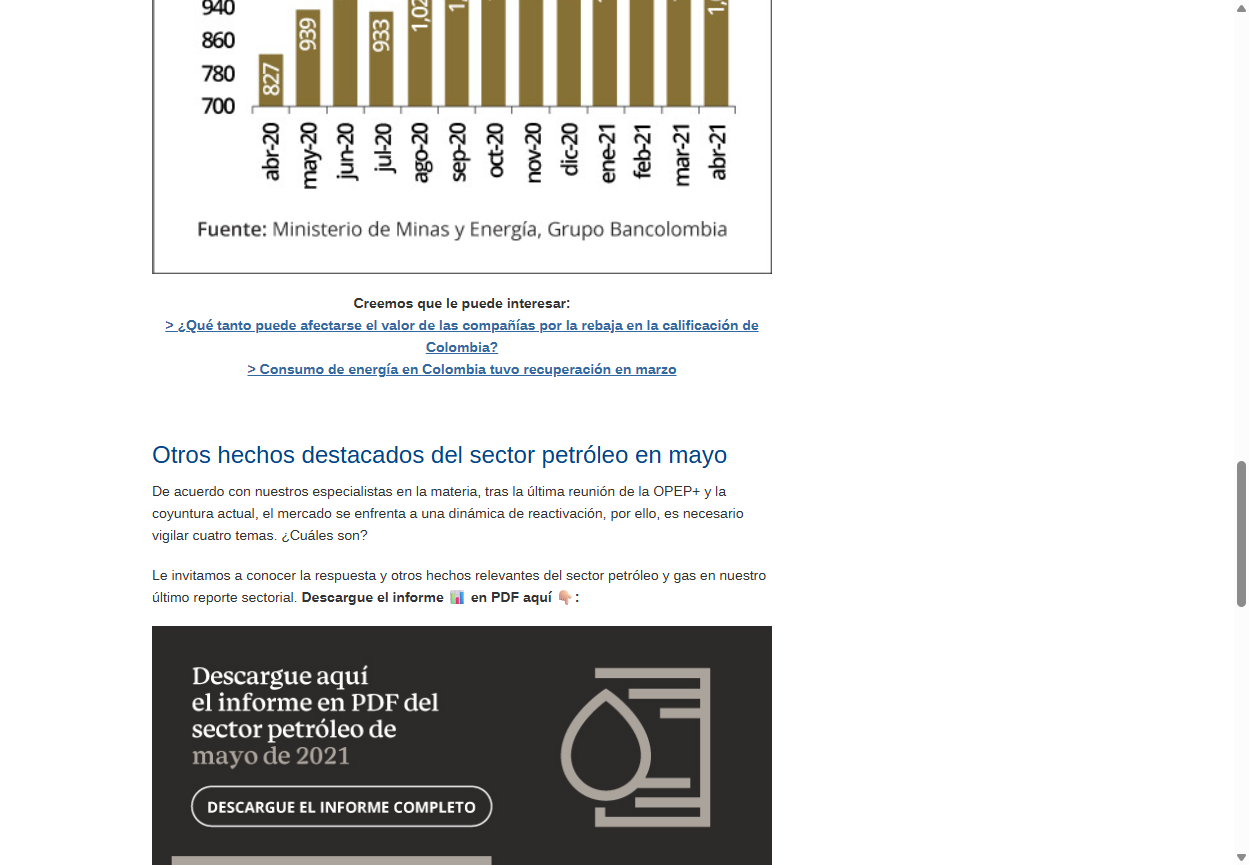 940
860
780
700
827
939
933
abr-20
may-20
jun-20
jul-20
ago-20
sep-20
oct-20
nov-20
dic-20
ene-21
feb-21
mar-21
abr-21
Fuente: Ministerio de Minas y Energía, Grupo Bancolombia
Creemos que le puede interesar:
> ¿Qué tanto puede afectarse el valor de las compañías por la rebaja en la calificación de
Colombia?
> Consumo de energía en Colombia tuvo recuperación en marzo
Otros hechos destacados del sector petróleo en mayo
De acuerdo con nuestros especialistas en la materia, tras la última reunión de la OPEP+ y la
coyuntura actual, el mercado se enfrenta a una dinámica de reactivación, por ello, es necesario
vigilar cuatro temas. ¿Cuáles son?
Le invitamos a conocer la respuesta y otros hechos relevantes del sector petróleo y gas en nuestro
último reporte sectorial. Descargue el informe 📊 en PDF aquí 👇🏼:
Descargue aquí
el informe en PDF del
sector petróleo de
mayo de 2021
DESCARGUE EL INFORME COMPLETO